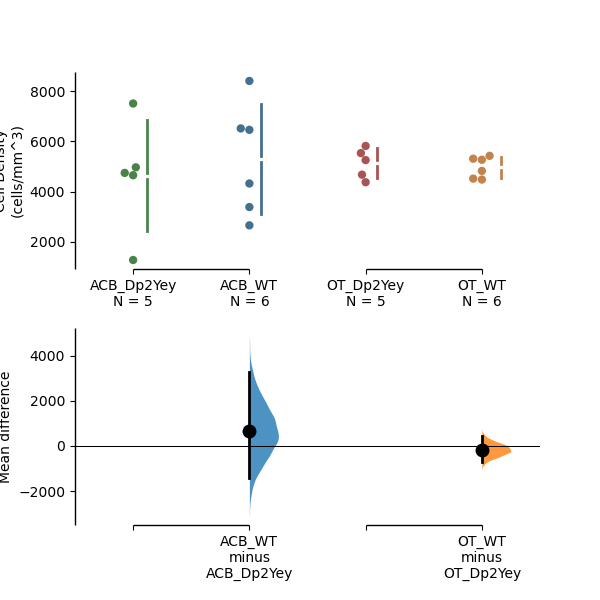 Cell Density
(cells/mm^3)
8000
6000
4000
2000
ACB_Dp2Yey
N = 5
ACB_WT
N = 6
OT_Dp2Yey
N = 5
OT_WT
N = 6
Mean difference
4000
2000
0
−2000
ACB_WT
minus
ACB_Dp2Yey
OT_WT
minus
OT_Dp2Yey